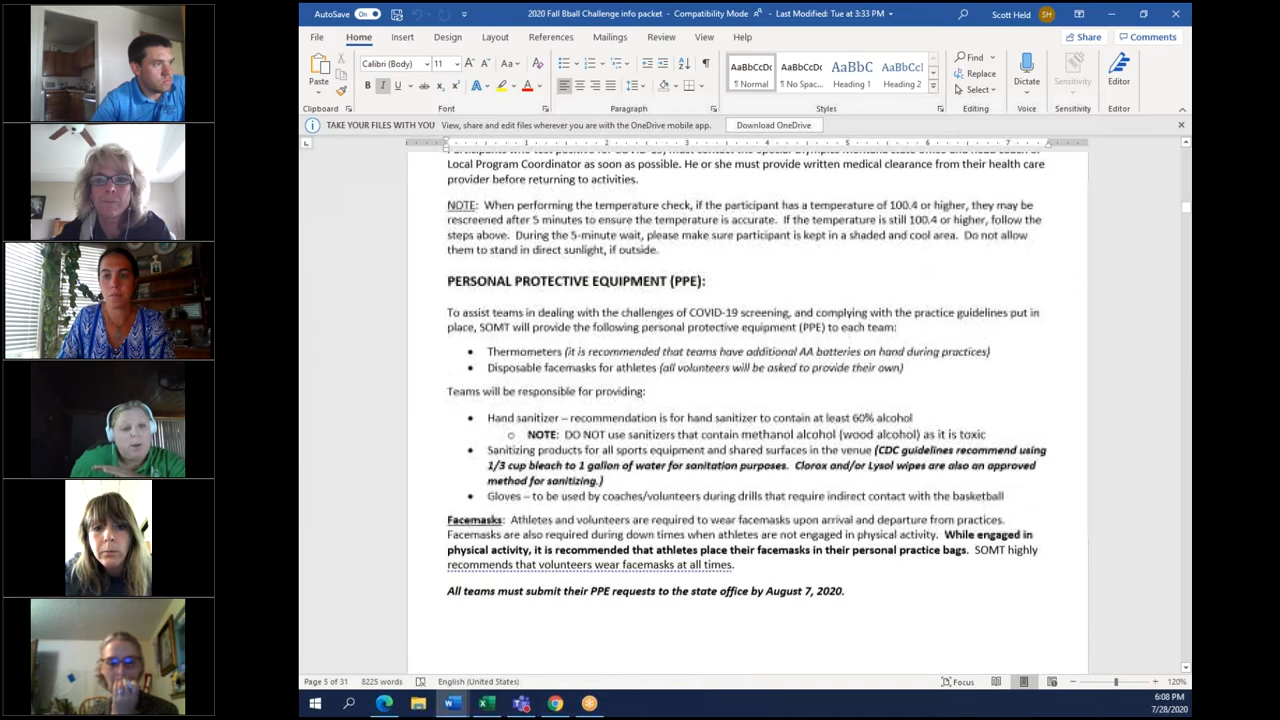 AutoSave On
2020 Fall Bball Challenge info packet - Compatibility Mode
- Last Modified: Tue at 3:33 PM
Scott Held
SH
File Home Insert Design Layout References Mailings Review View Help
Share Comments
Paste
Calibri (Body) 11
AaBbCcDc AaBbCcDc AaBbC AaBbCcI
¶ Normal ¶ No Spac... Heading 1 Heading 2
Find
Replace
Select
Dictate
Sensitivity
Editor
Clipboard Font Paragraph Styles Editing Voice Sensitivity Editor
TAKE YOUR FILES WITH YOU View, share and edit files wherever you are with the OneDrive mobile app. Download OneDrive
1 2 3 4 5 6 7
Local Program Coordinator as soon as possible. He or she must provide written medical clearance from their health care
provider before returning to activities.
NOTE: When performing the temperature check, if the participant has a temperature of 100.4 or higher, they may be
rescreened after 5 minutes to ensure the temperature is accurate. If the temperature is still 100.4 or higher, follow the
steps above. During the 5-minute wait, please make sure participant is kept in a shaded and cool area. Do not allow
them to stand in direct sunlight, if outside.
PERSONAL PROTECTIVE EQUIPMENT (PPE):
To assist teams in dealing with the challenges of COVID-19 screening, and complying with the practice guidelines put in
place, SOMT will provide the following personal protective equipment (PPE) to each team:
• Thermometers (it is recommended that teams have additional AA batteries on hand during practices)
• Disposable facemasks for athletes (all volunteers will be asked to provide their own)
Teams will be responsible for providing:
• Hand sanitizer – recommendation is for hand sanitizer to contain at least 60% alcohol
o NOTE: DO NOT use sanitizers that contain methanol alcohol (wood alcohol) as it is toxic
• Sanitizing products for all sports equipment and shared surfaces in the venue (CDC guidelines recommend using
1/3 cup bleach to 1 gallon of water for sanitation purposes. Clorox and/or Lysol wipes are also an approved
method for sanitizing.)
• Gloves – to be used by coaches/volunteers during drills that require indirect contact with the basketball
Facemasks: Athletes and volunteers are required to wear facemasks upon arrival and departure from practices.
Facemasks are also required during down times when athletes are not engaged in physical activity. While engaged in
physical activity, it is recommended that athletes place their facemasks in their personal practice bags. SOMT highly
recommends that volunteers wear facemasks at all times.
All teams must submit their PPE requests to the state office by August 7, 2020.
Page 5 of 31 8225 words English (United States) Focus 120%
6:08 PM
7/28/2020